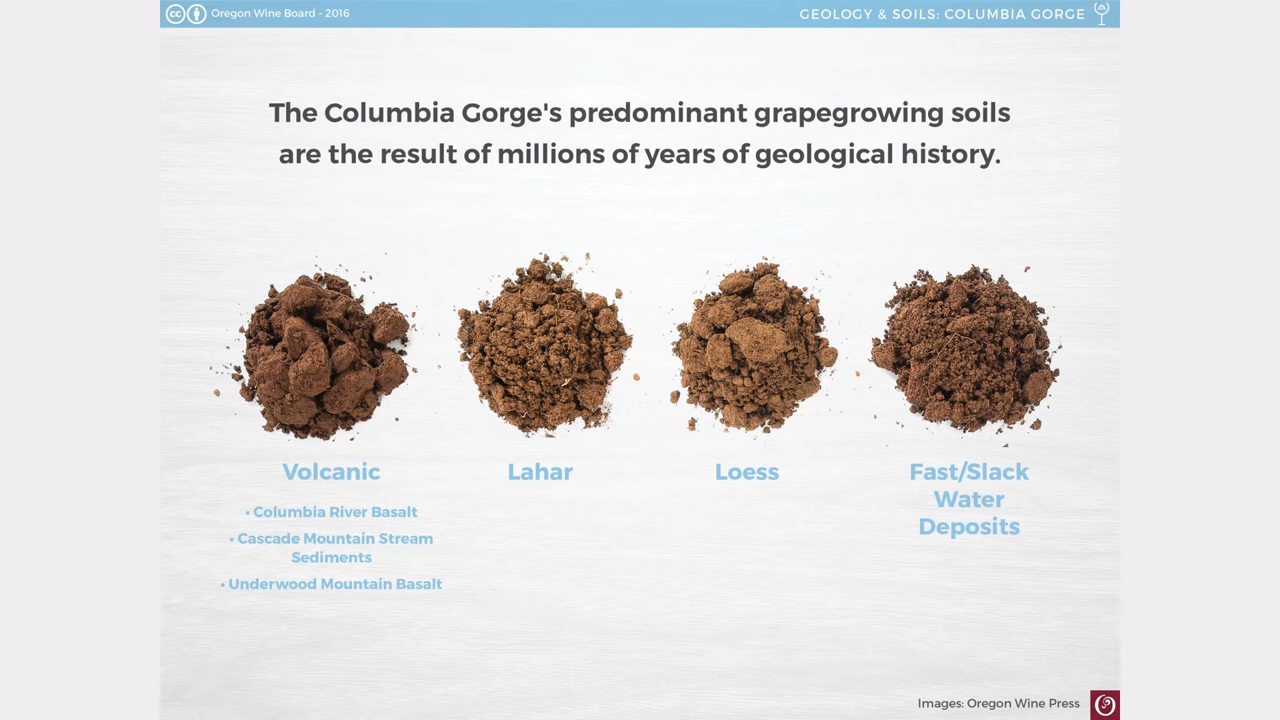 Oregon Wine Board - 2016
GEOLOGY & SOILS: COLUMBIA GORGE
The Columbia Gorge's predominant grapegrowing soils
are the result of millions of years of geological history.
Volcanic
• Columbia River Basalt
• Cascade Mountain Stream
Sediments
• Underwood Mountain Basalt
Lahar
Loess
Fast/Slack
Water
Deposits
Images: Oregon Wine Press